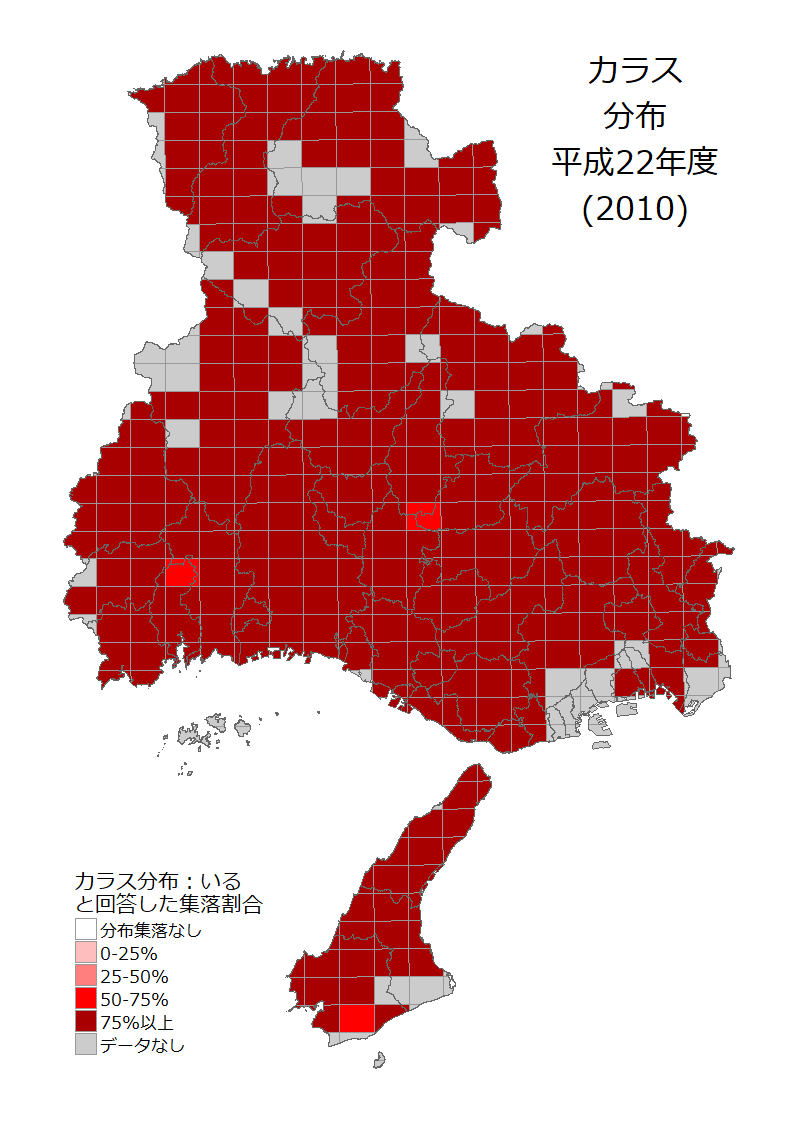 カラス
分布
平成22年度
(2010)
カラス分布：いる
と回答した集落割合
分布集落なし
0-25%
25-50%
50-75%
75%以上
データなし